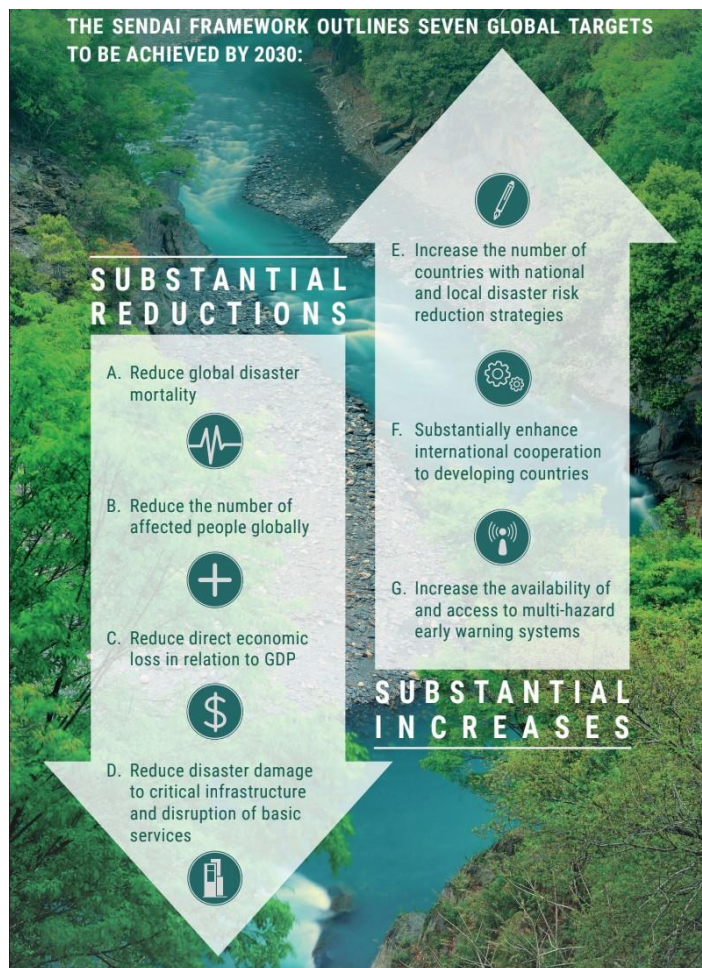 THE SENDAI FRAMEWORK OUTLINES SEVEN GLOBAL TARGETS
TO BE ACHIEVED BY 2030:
SUBSTANTIAL
REDUCTIONS
A. Reduce global disaster
mortality
B. Reduce the number of
affected people globally
C. Reduce direct economic
loss in relation to GDP
$
D. Reduce disaster damage
to critical infrastructure
and disruption of basic
services
E. Increase the number of
countries with national
and local disaster risk
reduction strategies
F. Substantially enhance
international cooperation
to developing countries
G. Increase the availability of
and access to multi-hazard
early warning systems
SUBSTANTIAL
INCREASES